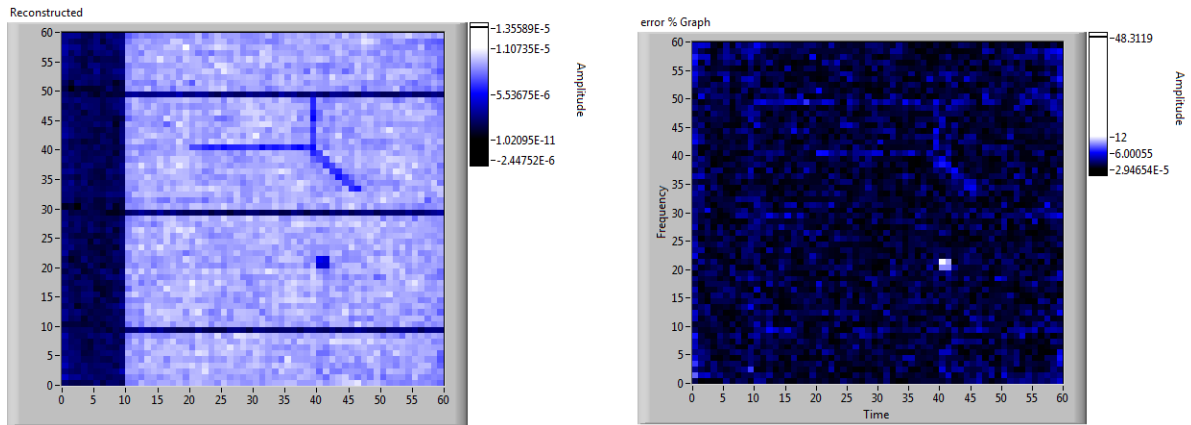 Reconstructed
60-
55-
50-
45-
40-
35-
30-
25-
20-
15-
10-
5-
0-
0 5 10 15 20 25 30 35 40 45 50 55 60
-1.35589E-5
-1.10735E-5
-5.53675E-6
-1.02095E-11
--2.44752E-6
Amplitude
error % Graph
Frequency
60-
55-
50-
45-
40-
35-
30-
25-
20-
15-
10-
5-
0-
0 5 10 15 20 25 30 35 40 45 50 55 60
Time
-48.3119
-12
-6.00055
-2.94654E-5
Amplitude